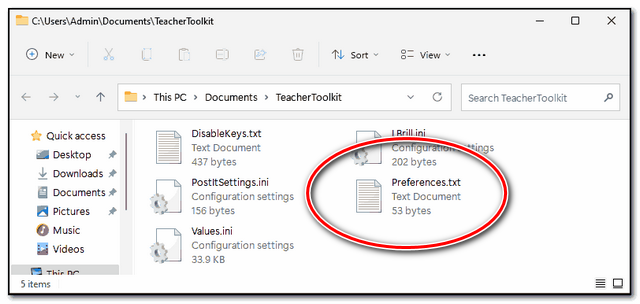 C:\Users\Admin\Documents\TeacherToolkit
New
Sort
View
This PC
Documents
TeacherToolkit
Search TeacherToolkit
Quick access
Desktop
Downloads
Documents
Pictures
Music
Videos
This PC
DisableKeys.txt
Text Document
437 bytes
Brill.ini
Configuration settings
202 bytes
PostItSettings.ini
Configuration settings
156 bytes
Preferences.txt
Text Document
53 bytes
Values.ini
Configuration settings
33.9 KB
5 items